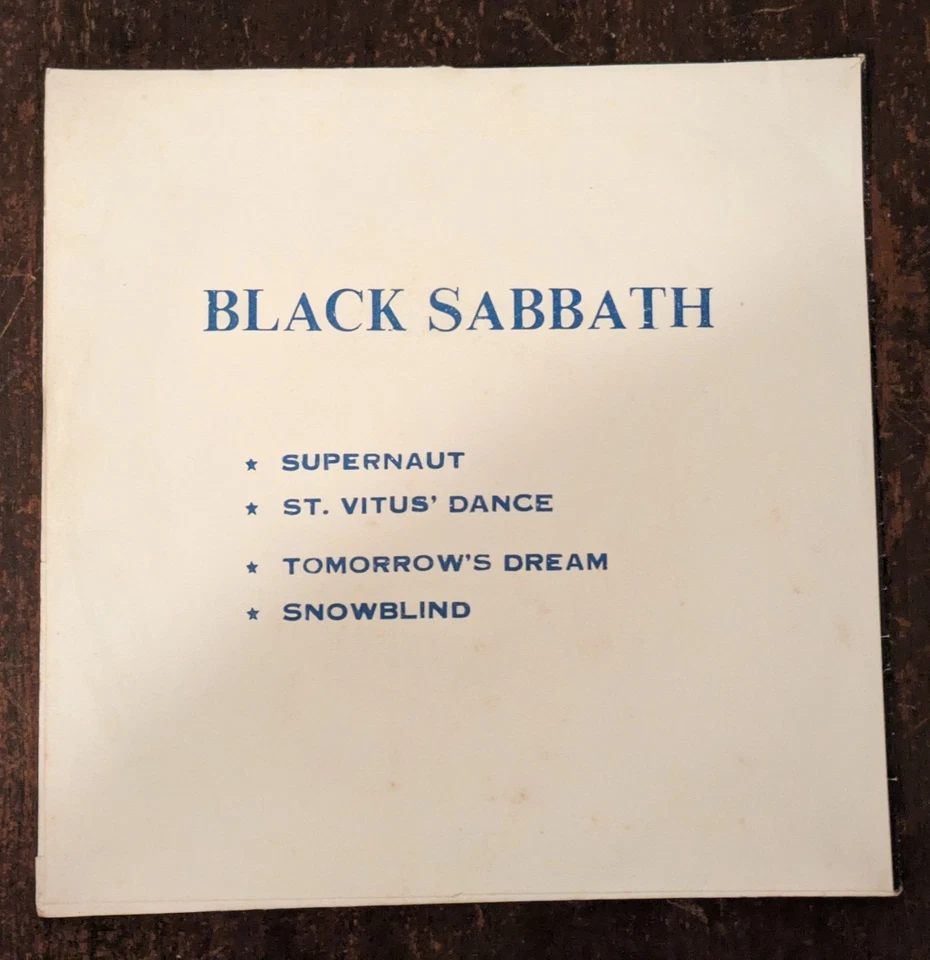 BLACK SABBATH
★ SUPERNAUT
★ ST. VITUS' DANCE
★ TOMORROW'S DREAM
★ SNOWBLIND